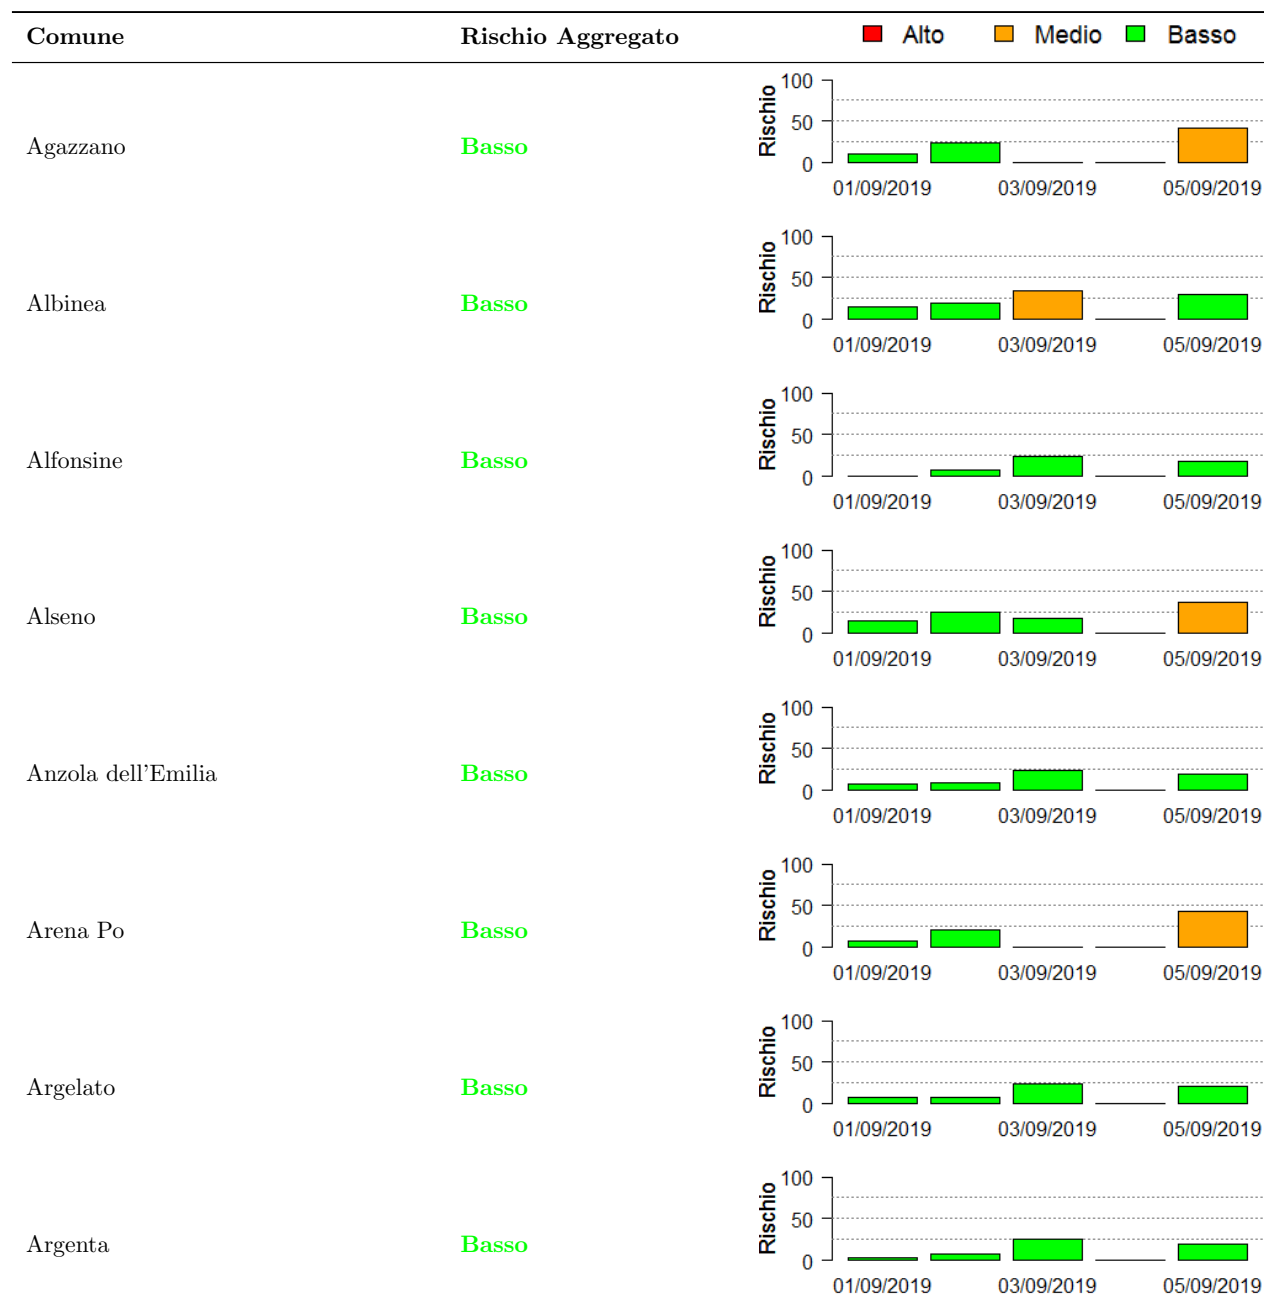 Comune Rischio Aggregato Alto Medio Basso
Agazzano Basso Rischio 100 50 0
01/09/2019 03/09/2019 05/09/2019
Albinea Basso Rischio 100 50 0
01/09/2019 03/09/2019 05/09/2019
Alfonsine Basso Rischio 100 50 0
01/09/2019 03/09/2019 05/09/2019
Alseno Basso Rischio 100 50 0
01/09/2019 03/09/2019 05/09/2019
Anzola dell'Emilia Basso Rischio 100 50 0
01/09/2019 03/09/2019 05/09/2019
Arena Po Basso Rischio 100 50 0
01/09/2019 03/09/2019 05/09/2019
Argelato Basso Rischio 100 50 0
01/09/2019 03/09/2019 05/09/2019
Argenta Basso Rischio 100 50 0
01/09/2019 03/09/2019 05/09/2019